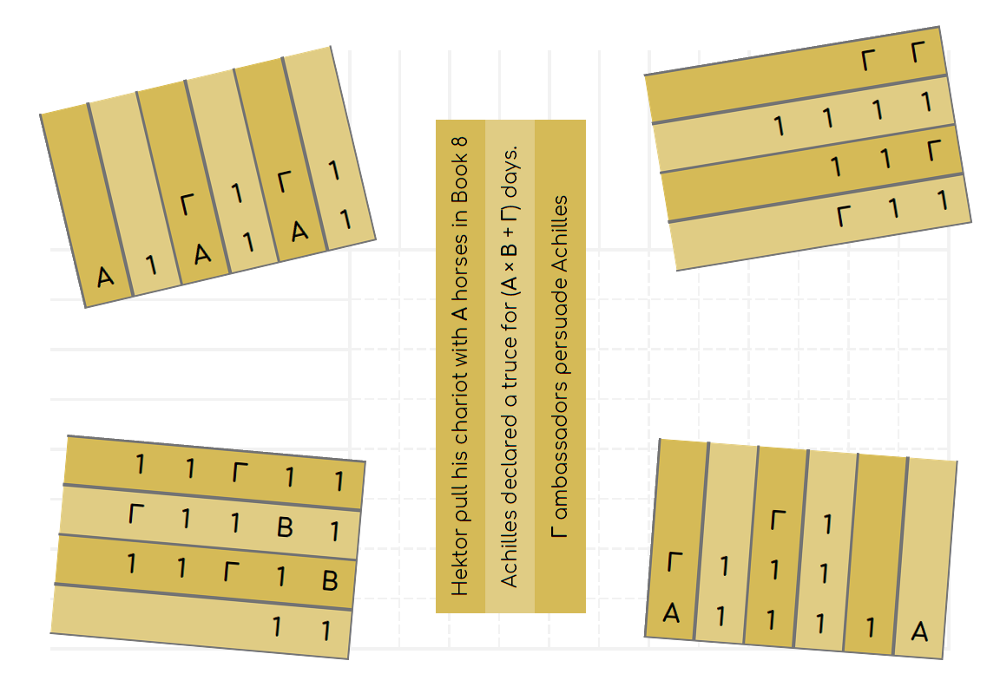 Γ 1 Γ 1
A 1 A 1 A 1
Γ Γ
1 1 1 1
1 1 Γ
Γ 1 1
Hektor pull his chariot with A horses in Book 8
Achilles declared a truce for (A × B + Γ) days.
Γ ambassadors persuade Achilles
1 1 Γ 1 1
Γ 1 1 B 1
1 1 Γ 1 B
1 1
Γ 1
Γ 1 1 1
A 1 1 1 1 A